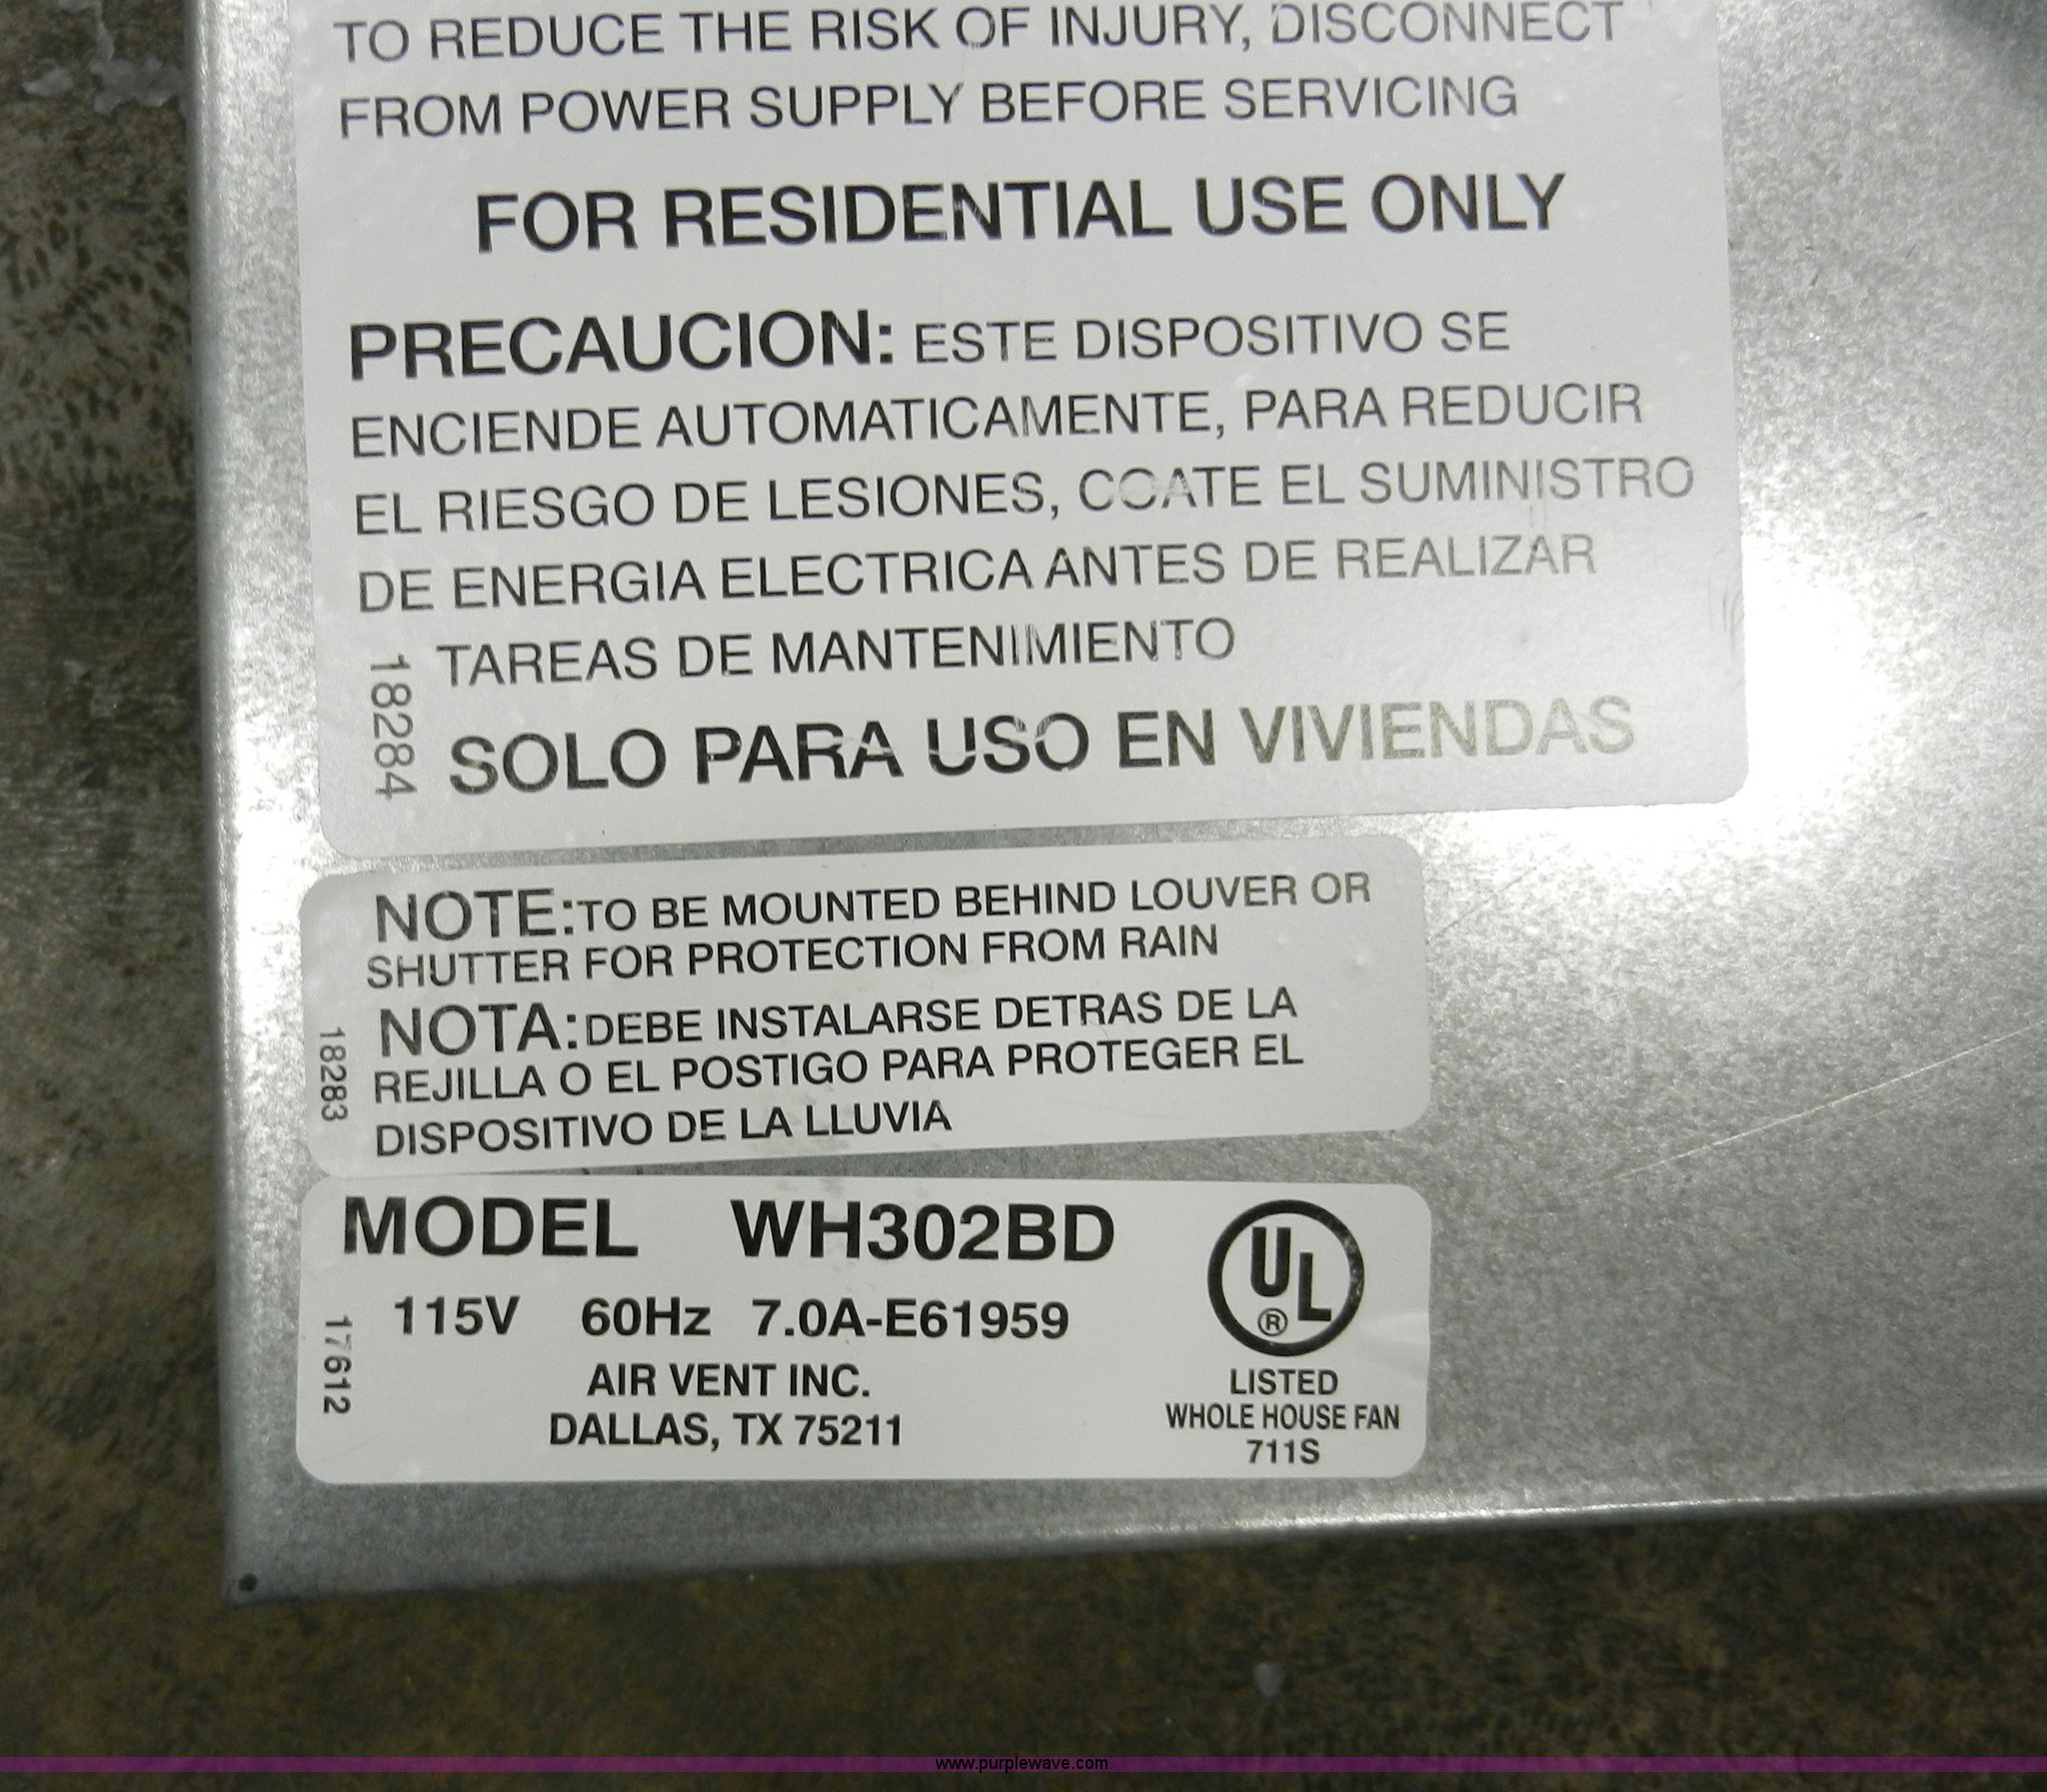 TO REDUCE THE RISK OF INJURY, DISCONNECT
FROM POWER SUPPLY BEFORE SERVICING
FOR RESIDENTIAL USE ONLY
PRECAUCION: ESTE DISPOSITIVO SE
ENCIENDE AUTOMATICAMENTE, PARA REDUCIR
EL RIESGO DE LESIONES, COATE EL SUMINISTRO
DE ENERGIA ELECTRICA ANTES DE REALIZAR
TAREAS DE MANTENIMIENTO
SOLO PARA USO EN VIVIENDAS
18284
NOTE: TO BE MOUNTED BEHIND LOUVER OR
SHUTTER FOR PROTECTION FROM RAIN
NOTA: DEBE INSTALARSE DETRAS DE LA
REJILLA O EL POSTIGO PARA PROTEGER EL
DISPOSITIVO DE LA LLUVIA
18283
MODEL WH302BD
115V 60Hz 7.0A-E61959
AIR VENT INC.
DALLAS, TX 75211
17612
UL ®
LISTED
WHOLE HOUSE FAN
711S
www.purplewave.com